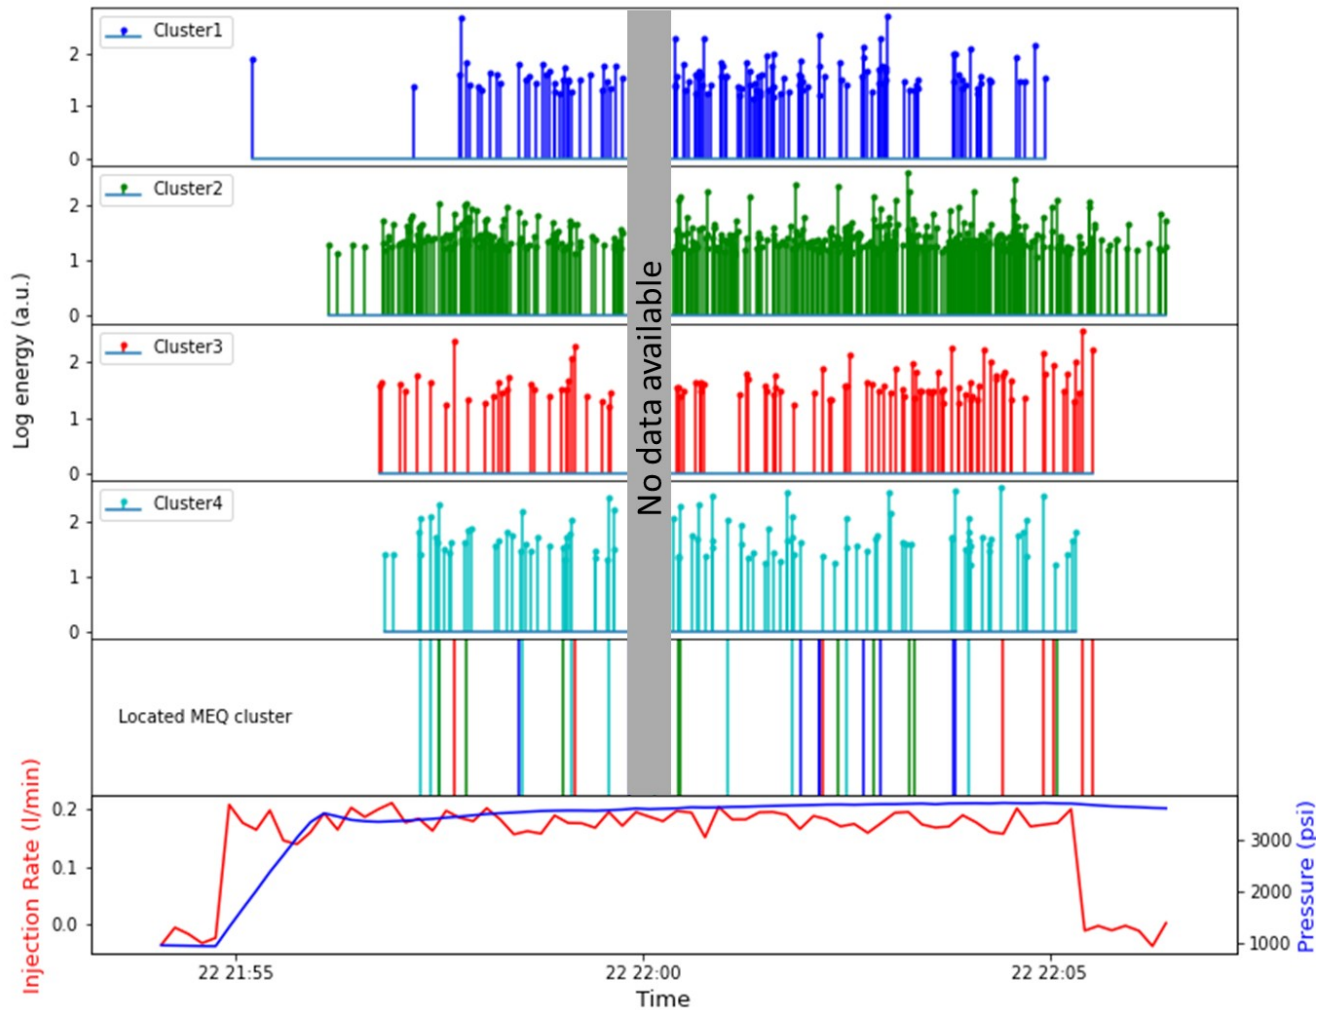 Cluster1
2
1
0
Cluster2
2
1
0
Cluster3
2
1
0
Cluster4
2
1
0
Log energy (a.u.)
No data available
Located MEQ cluster
Injection Rate (l/min)
0.2
0.1
0.0
3000
2000
1000
Pressure (psi)
22 21:55
22 22:00
22 22:05
Time